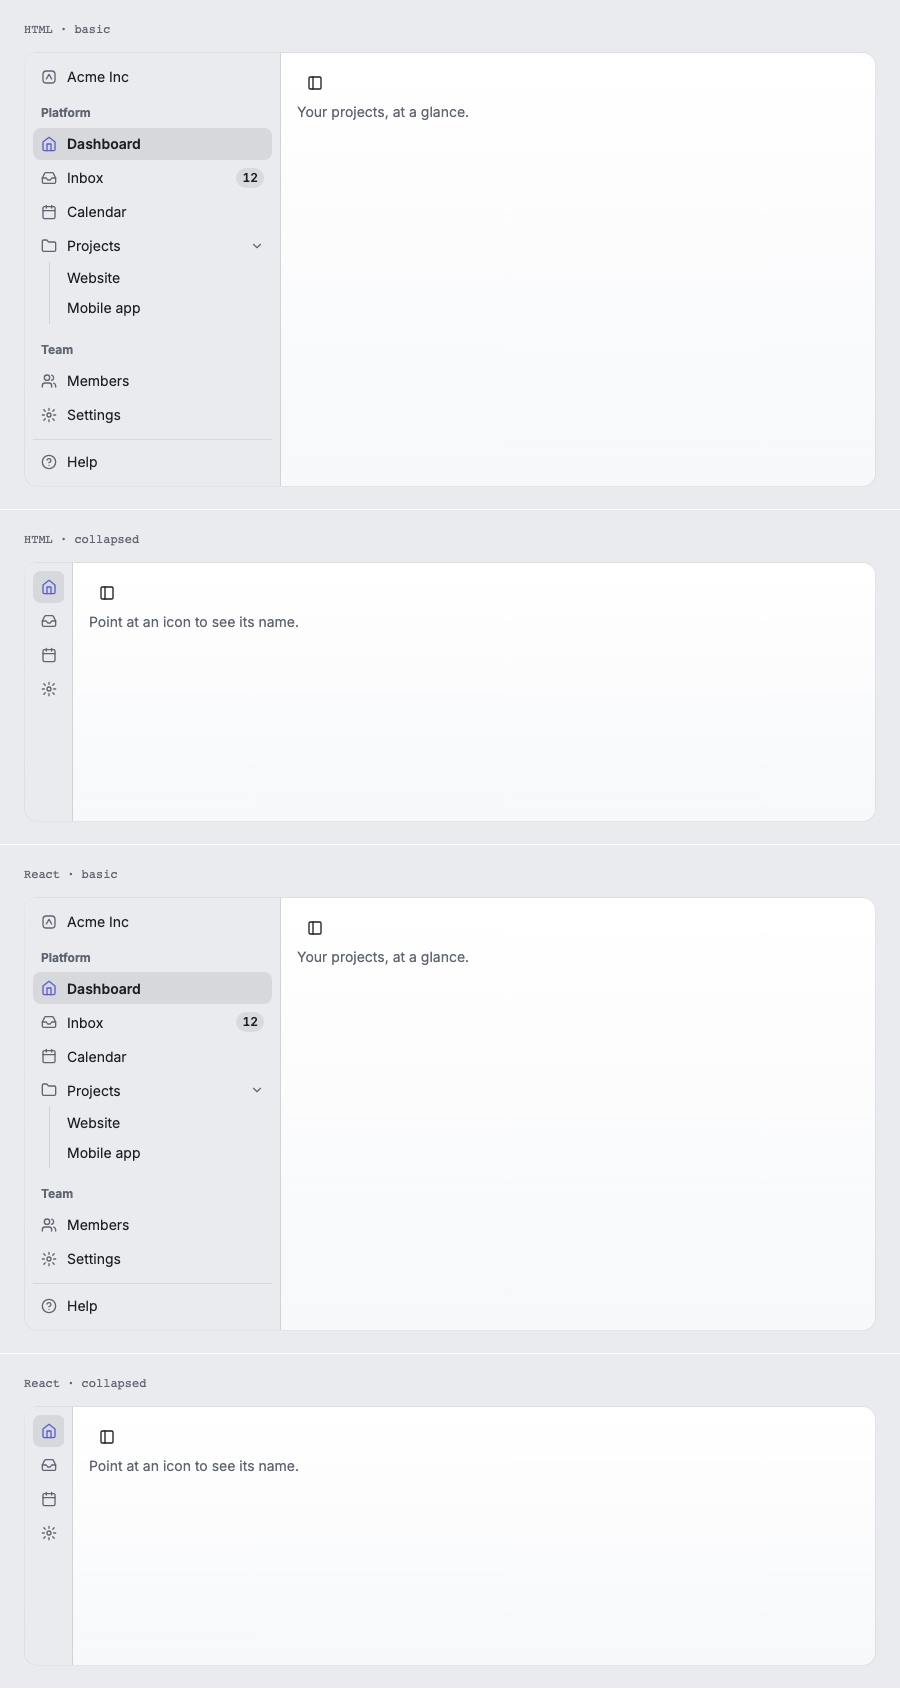 HTML · basic
Acme Inc
Platform
Dashboard
Inbox 12
Calendar
Projects
Website
Mobile app
Team
Members
Settings
Help
Your projects, at a glance.
HTML · collapsed
Point at an icon to see its name.
React · basic
Acme Inc
Platform
Dashboard
Inbox 12
Calendar
Projects
Website
Mobile app
Team
Members
Settings
Help
Your projects, at a glance.
React · collapsed
Point at an icon to see its name.